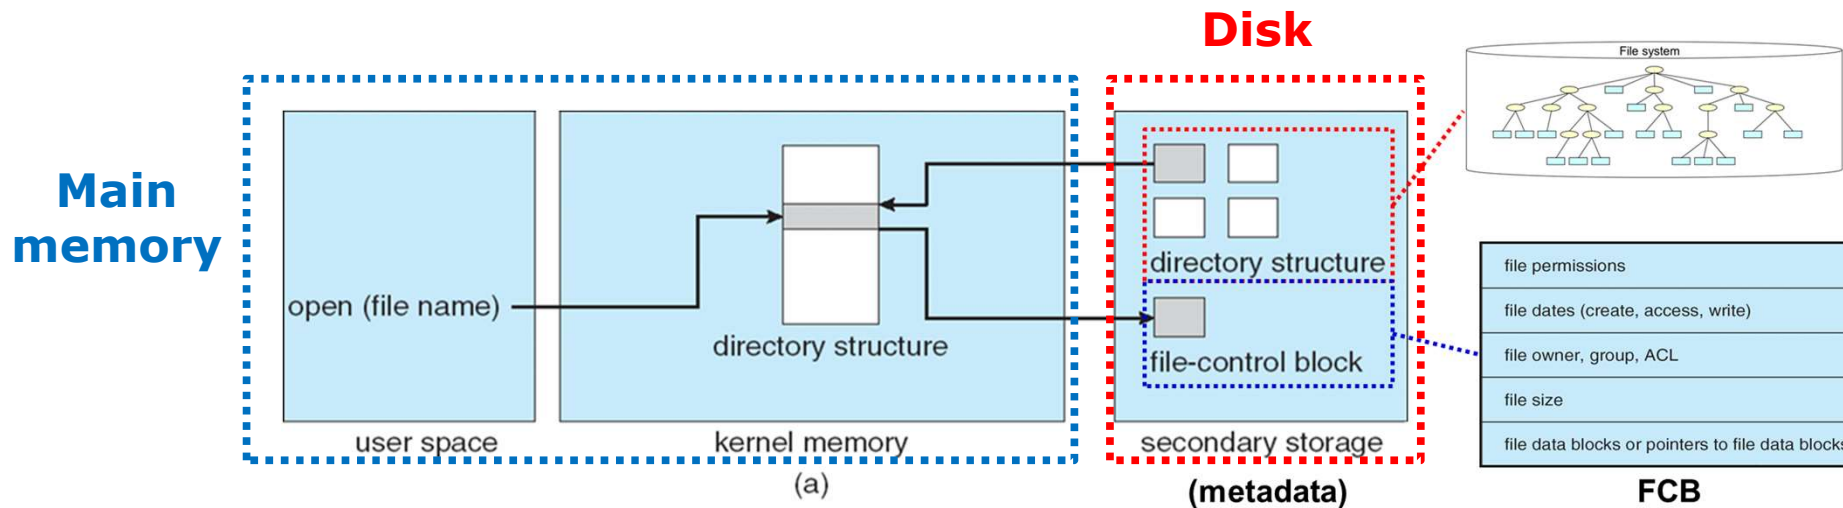 Disk
File system
Main
memory
open (file name)
directory structure
directory structure
file-control block
user space
kernel memory
secondary storage
(a)
(metadata)
file permissions
file dates (create, access, write)
file owner, group, ACL
file size
file data blocks or pointers to file data blocks
FCB